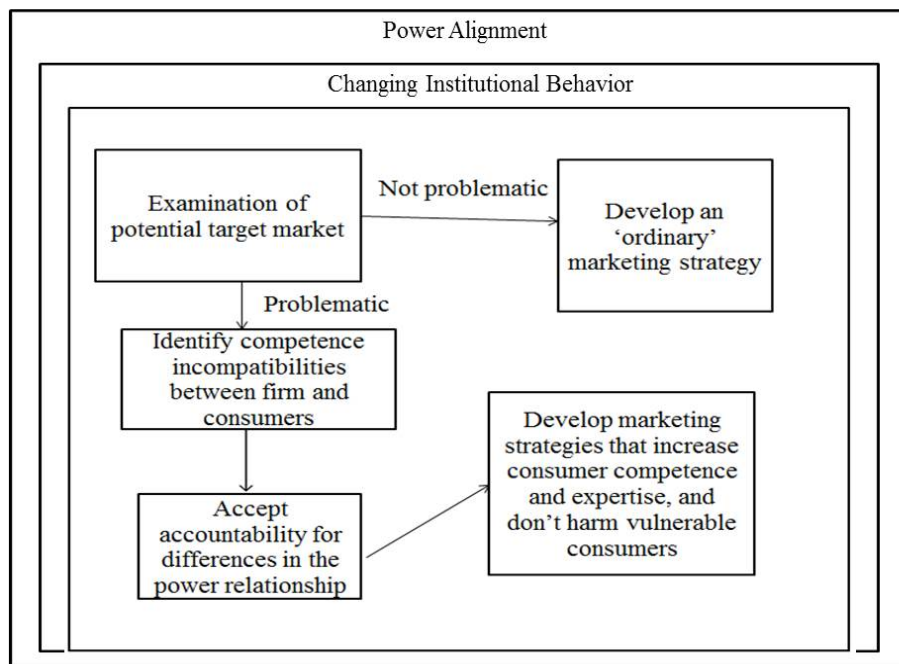 Power Alignment
Changing Institutional Behavior
Examination of
potential target market
Not problematic
Develop an
‘ordinary’
marketing strategy
Problematic
Identify competence
incompatibilities
between firm and
consumers
Accept
accountability for
differences in the
power relationship
Develop marketing
strategies that increase
consumer competence
and expertise, and
don’t harm vulnerable
consumers